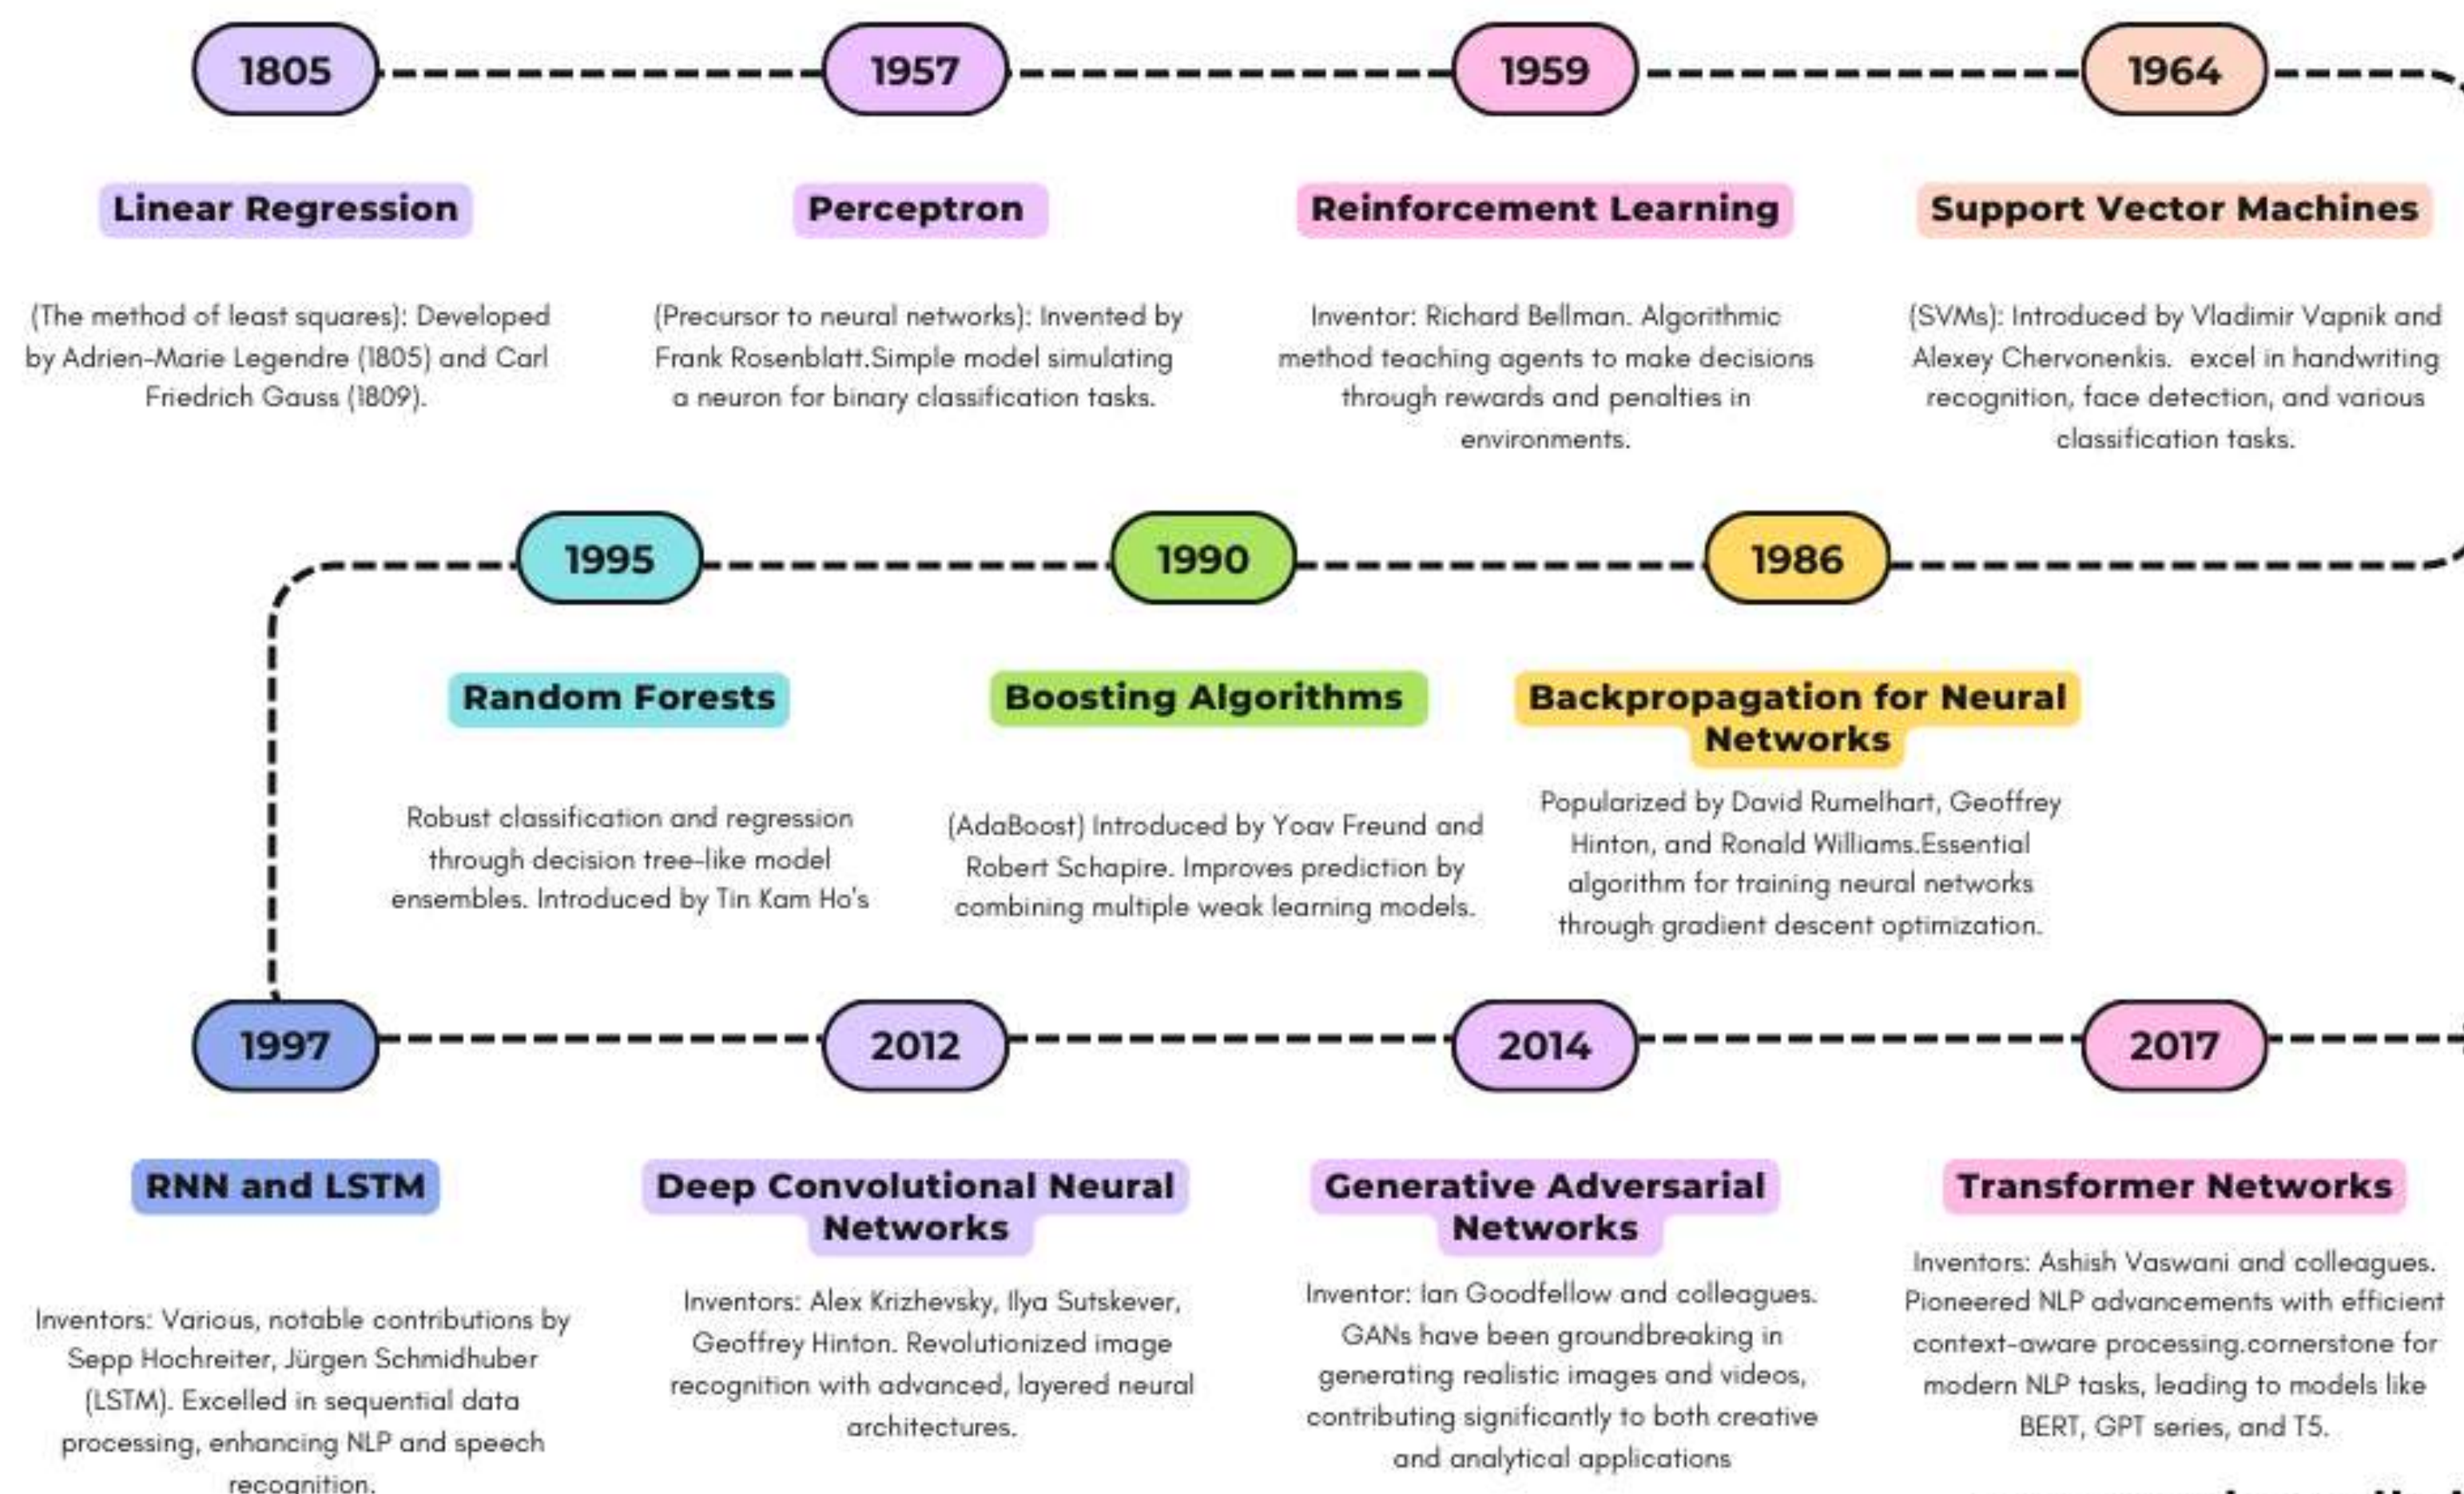 1805
1957
1959
1964
Linear Regression
Perceptron
Reinforcement Learning
Support Vector Machines
(The method of least squares): Developed
by Adrien-Marie Legendre (1805) and Carl
Friedrich Gauss (1809).
(Precursor to neural networks): Invented by
Frank Rosenblatt.Simple model simulating
a neuron for binary classification tasks.
Inventor: Richard Bellman. Algorithmic
method teaching agents to make decisions
through rewards and penalties in
environments.
(SVMs): Introduced by Vladimir Vapnik and
Alexey Chervonenkis. excel in handwriting
recognition, face detection, and various
classification tasks.
1995
1990
1986
Random Forests
Boosting Algorithms
Backpropagation for Neural
Networks
Robust classification and regression
through decision tree-like model
ensembles. Introduced by Tin Kam Ho's
(AdaBoost) Introduced by Yoav Freund and
Robert Schapire. Improves prediction by
combining multiple weak learning models.
Popularized by David Rumelhart, Geoffrey
Hinton, and Ronald Williams.Essential
algorithm for training neural networks
through gradient descent optimization.
1997
2012
2014
2017
RNN and LSTM
Deep Convolutional Neural
Networks
Generative Adversarial
Networks
Transformer Networks
Inventors: Various, notable contributions by
Sepp Hochreiter, Jürgen Schmidhuber
(LSTM). Excelled in sequential data
processing, enhancing NLP and speech
recognition.
Inventors: Alex Krizhevsky, Ilya Sutskever,
Geoffrey Hinton. Revolutionized image
recognition with advanced, layered neural
architectures.
Inventor: Ian Goodfellow and colleagues.
GANs have been groundbreaking in
generating realistic images and videos,
contributing significantly to both creative
and analytical applications
Inventors: Ashish Vaswani and colleagues.
Pioneered NLP advancements with efficient
context-aware processing.cornerstone for
modern NLP tasks, leading to models like
BERT, GPT series, and T5.